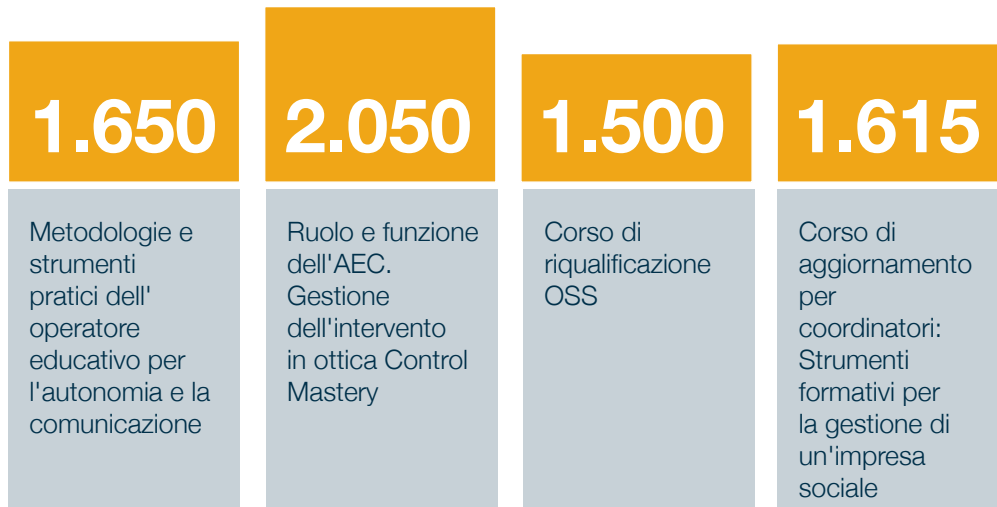 1.650
Metodologie e
strumenti
pratici dell'
operatore
educativo per
l'autonomia e la
comunicazione
2.050
Ruolo e funzione
dell'AEC.
Gestione
dell'intervento
in ottica Control
Mastery
1.500
Corso di
riqualificazione
OSS
1.615
Corso di
aggiornamento
per
coordinatori:
Strumenti
formativi per
la gestione di
un'impresa
sociale